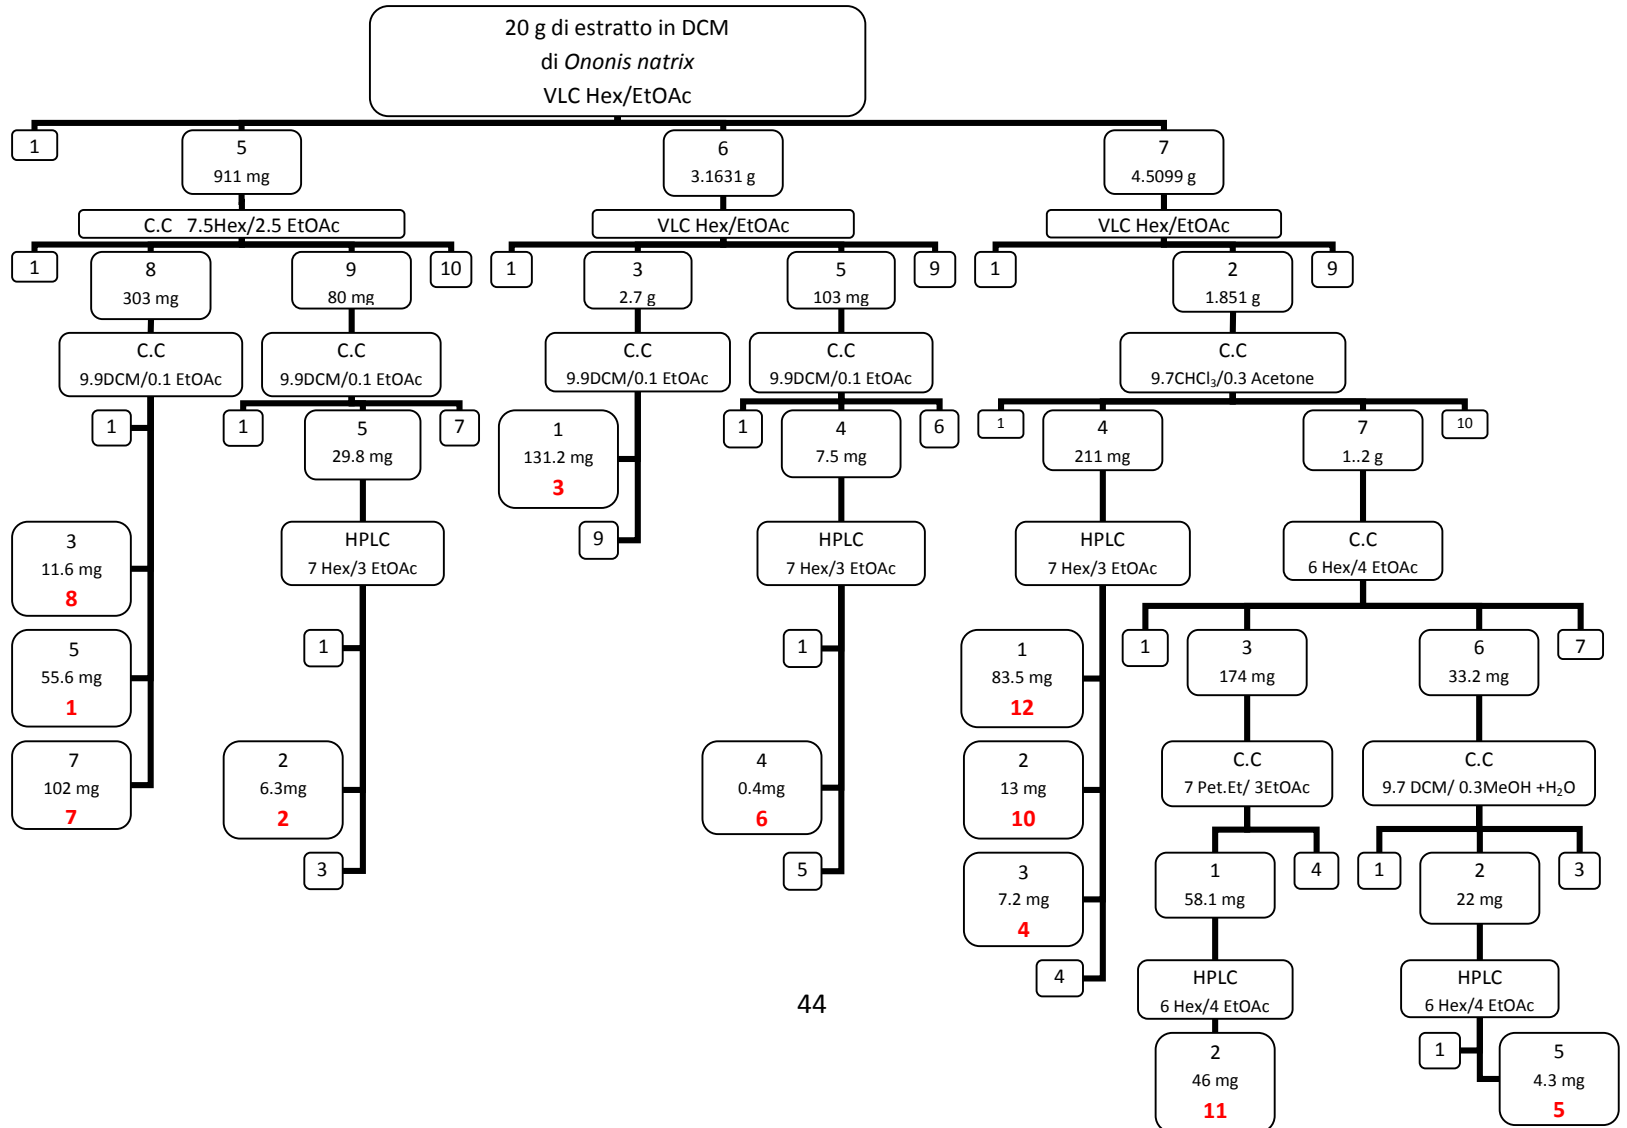 20 g di estratto in DCM
di Ononis natrix
VLC Hex/EtOAc
1
5
911 mg
6
3.1631 g
7
4.5099 g
C.C 7.5Hex/2.5 EtOAc
VLC Hex/EtOAc
VLC Hex/EtOAc
1
8
303 mg
9
80 mg
10
1
3
2.7 g
5
103 mg
9
1
2
1.851 g
9
C.C
9.9DCM/0.1 EtOAc
C.C
9.9DCM/0.1 EtOAc
C.C
9.9DCM/0.1 EtOAc
C.C
9.9DCM/0.1 EtOAc
C.C
9.7CHCl₃/0.3 Acetone
1
1
5
29.8 mg
7
1
131.2 mg
3
1
4
7.5 mg
6
1
4
211 mg
7
1..2 g
10
3
11.6 mg
8
HPLC
7 Hex/3 EtOAc
9
HPLC
7 Hex/3 EtOAc
HPLC
7 Hex/3 EtOAc
C.C
6 Hex/4 EtOAc
5
55.6 mg
1
1
1
1
83.5 mg
12
1
3
174 mg
6
33.2 mg
7
7
102 mg
7
2
6.3mg
2
4
0.4mg
6
2
13 mg
10
C.C
7 Pet.Et/ 3EtOAc
C.C
9.7 DCM/ 0.3MeOH +H₂O
3
5
3
7.2 mg
4
1
58.1 mg
4
1
2
22 mg
3
4
HPLC
6 Hex/4 EtOAc
HPLC
6 Hex/4 EtOAc
44
2
46 mg
11
1
5
4.3 mg
5